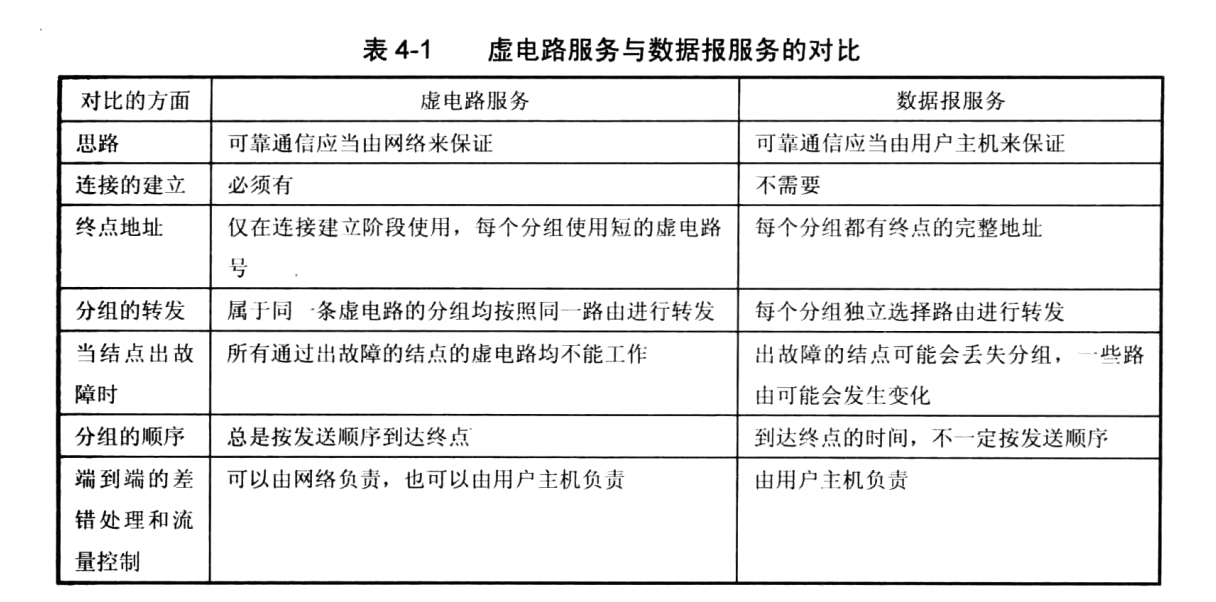 表 4-1 虚电路服务与数据报服务的对比
对比的方面 虚电路服务 数据报服务
思路 可靠通信应当由网络来保证 可靠通信应当由用户主机来保证
连接的建立 必须有 不需要
终点地址 仅在连接建立阶段使用，每个分组使用短的虚电路 每个分组都有终点的完整地址
号
分组的转发 属于同一条虚电路的分组均按照同一路由进行转发 每个分组独立选择路由进行转发
当结点出故 所有通过出故障的结点的虚电路均不能工作 出故障的结点可能会丢失分组，一些路
障时 由可能会发生变化
分组的顺序 总是按发送顺序到达终点 到达终点的时间，不一定按发送顺序
端到端的差 可以由网络负责，也可以由用户主机负责 由用户主机负责
错处理和流
量控制